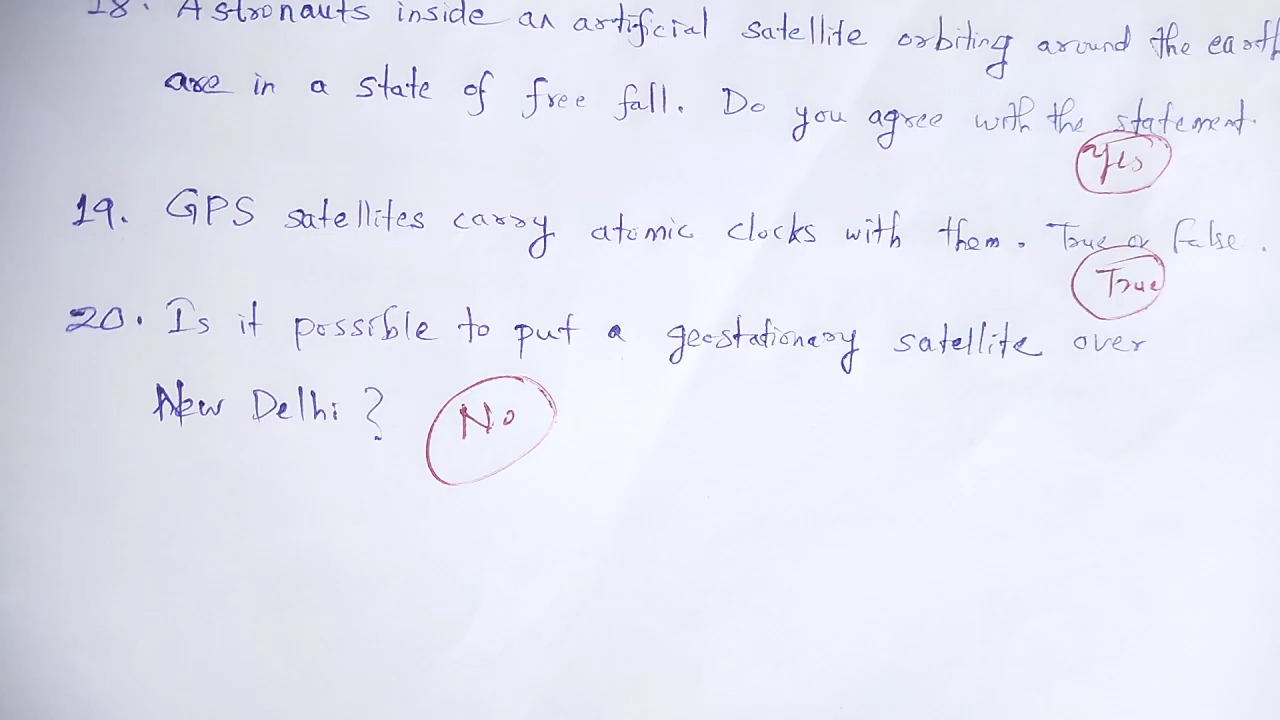 18. Astronauts inside an artificial satellite orbiting around the earth
are in a state of free fall. Do you agree with the statement.
Yes
19. GPS satellites carry atomic clocks with them. True or False.
True
20. Is it possible to put a geostationary satellite over
New Delhi? No